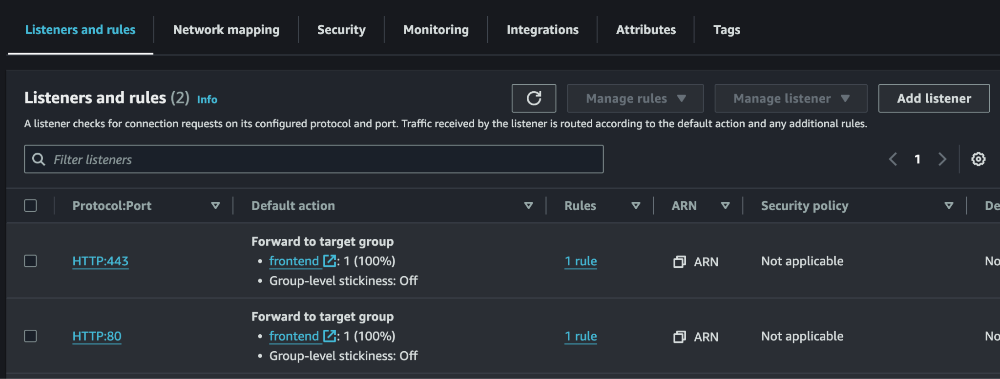 Listeners and rules Network mapping Security Monitoring Integrations Attributes Tags
Listeners and rules (2) Info
Manage rules Manage listener Add listener
A listener checks for connection requests on its configured protocol and port. Traffic received by the listener is routed according to the default action and any additional rules.
Filter listeners
1
Protocol:Port Default action Rules ARN Security policy De
Forward to target group
HTTP:443 • frontend : 1 (100%) 1 rule ARN Not applicable No
• Group-level stickiness: Off
Forward to target group
HTTP:80 • frontend : 1 (100%) 1 rule ARN Not applicable No
• Group-level stickiness: Off